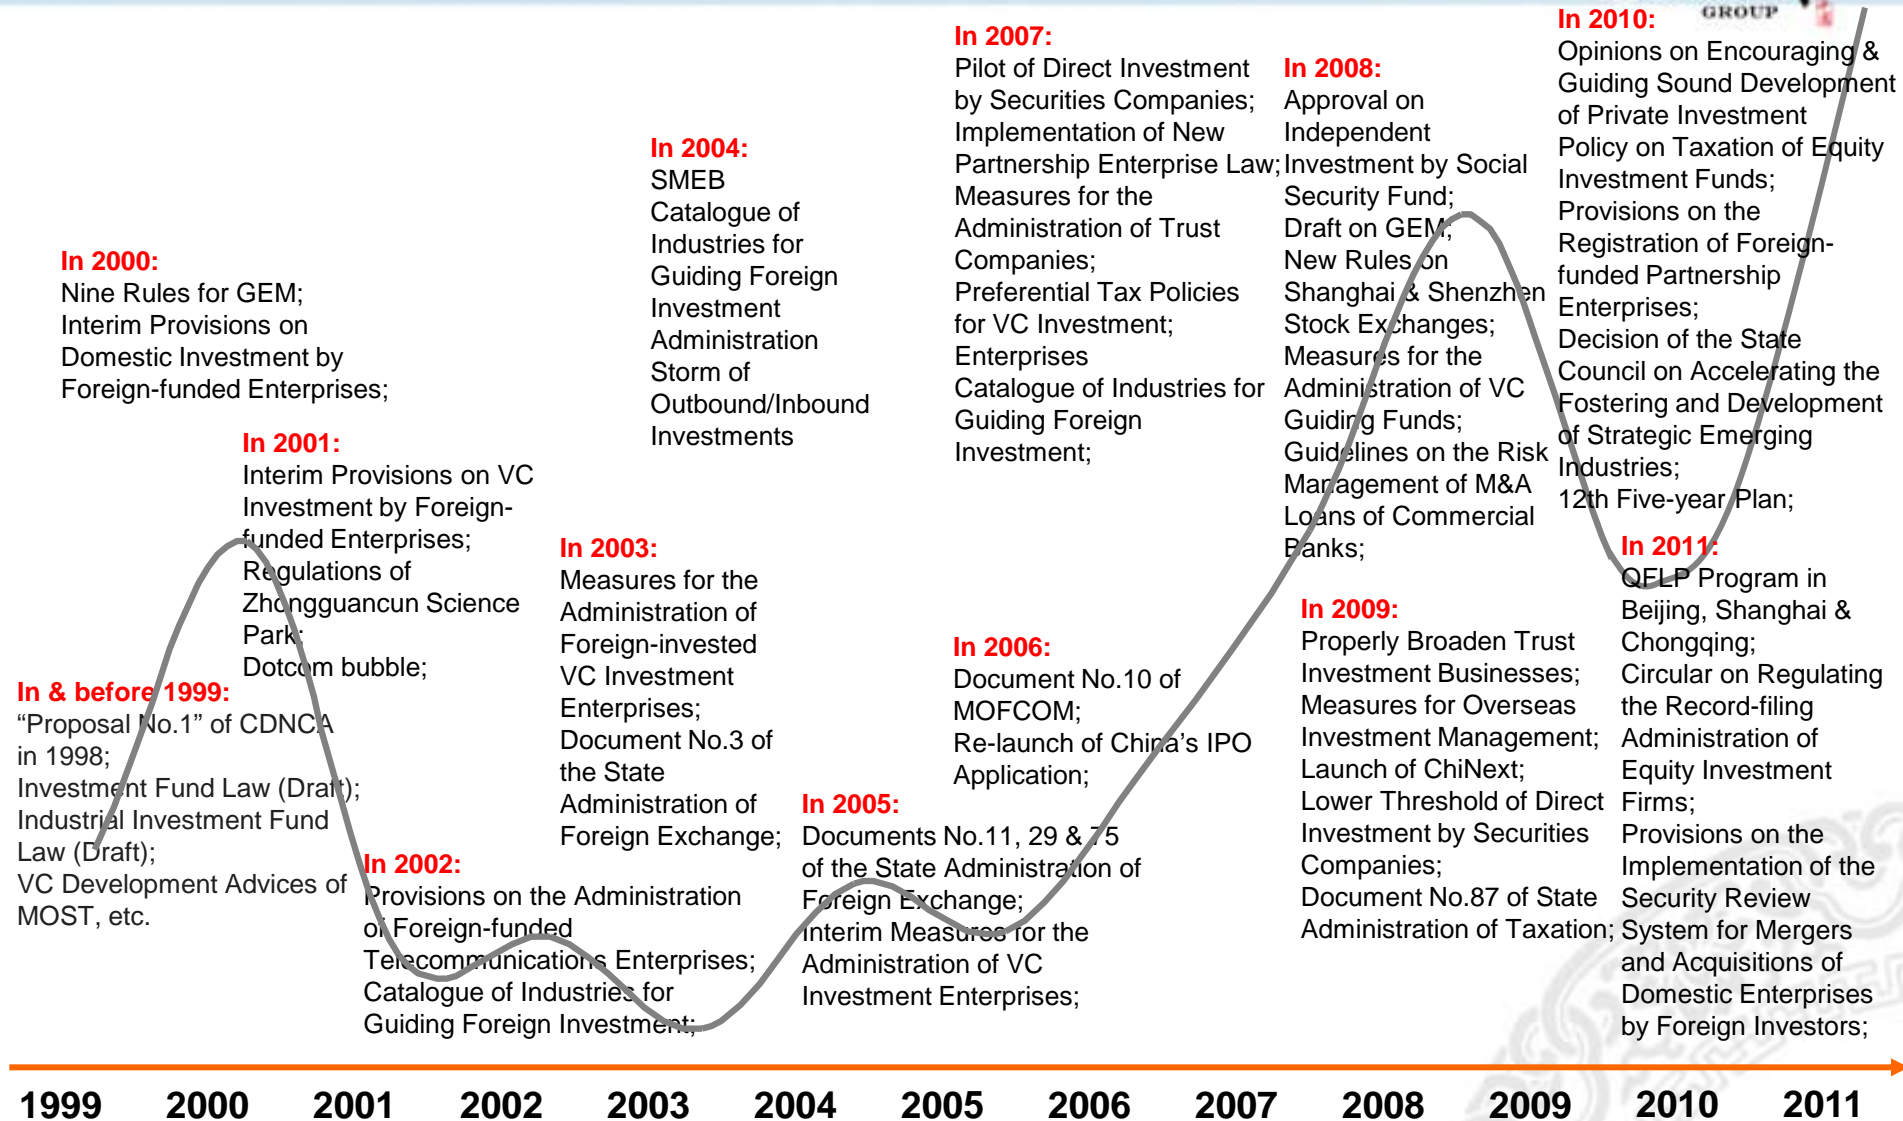 GROUP
In & before 1999:
“Proposal No.1” of CDNCA
in 1998;
Investment Fund Law (Draft);
Industrial Investment Fund
Law (Draft);
VC Development Advices of
MOST, etc.
In 2000:
Nine Rules for GEM;
Interim Provisions on
Domestic Investment by
Foreign-funded Enterprises;
In 2001:
Interim Provisions on VC
Investment by Foreign-
funded Enterprises;
Regulations of
Zhongguancun Science
Park;
Dotcom bubble;
In 2002:
Provisions on the Administration
of Foreign-funded
Telecommunications Enterprises;
Catalogue of Industries for
Guiding Foreign Investment;
In 2003:
Measures for the
Administration of
Foreign-invested
VC Investment
Enterprises;
Document No.3 of
the State
Administration of
Foreign Exchange;
In 2004:
SMEB
Catalogue of
Industries for
Guiding Foreign
Investment
Administration
Storm of
Outbound/Inbound
Investments
In 2005:
Documents No.11, 29 & 75
of the State Administration of
Foreign Exchange;
Interim Measures for the
Administration of VC
Investment Enterprises;
In 2006:
Document No.10 of
MOFCOM;
Re-launch of China’s IPO
Application;
In 2007:
Pilot of Direct Investment
by Securities Companies;
Implementation of New
Partnership Enterprise Law;
Measures for the
Administration of Trust
Companies;
Preferential Tax Policies
for VC Investment;
Enterprises
Catalogue of Industries for
Guiding Foreign
Investment;
In 2008:
Approval on
Independent
Investment by Social
Security Fund;
Draft on GEM;
New Rules on
Shanghai & Shenzhen
Stock Exchanges;
Measures for the
Administration of VC
Guiding Funds;
Guidelines on the Risk
Management of M&A
Loans of Commercial
Banks;
In 2009:
Properly Broaden Trust
Investment Businesses;
Measures for Overseas
Investment Management;
Launch of ChiNext;
Lower Threshold of Direct
Investment by Securities
Companies;
Document No.87 of State
Administration of Taxation;
In 2010:
Opinions on Encouraging &
Guiding Sound Development
of Private Investment
Policy on Taxation of Equity
Investment Funds;
Provisions on the
Registration of Foreign-
funded Partnership
Enterprises;
Decision of the State
Council on Accelerating the
Fostering and Development
of Strategic Emerging
Industries;
12th Five-year Plan;
In 2011:
QFLP Program in
Beijing, Shanghai &
Chongqing;
Circular on Regulating
the Record-filing
Administration of
Equity Investment
Firms;
Provisions on the
Implementation of the
Security Review
System for Mergers
and Acquisitions of
Domestic Enterprises
by Foreign Investors;
1999 2000 2001 2002 2003 2004 2005 2006 2007 2008 2009 2010 2011